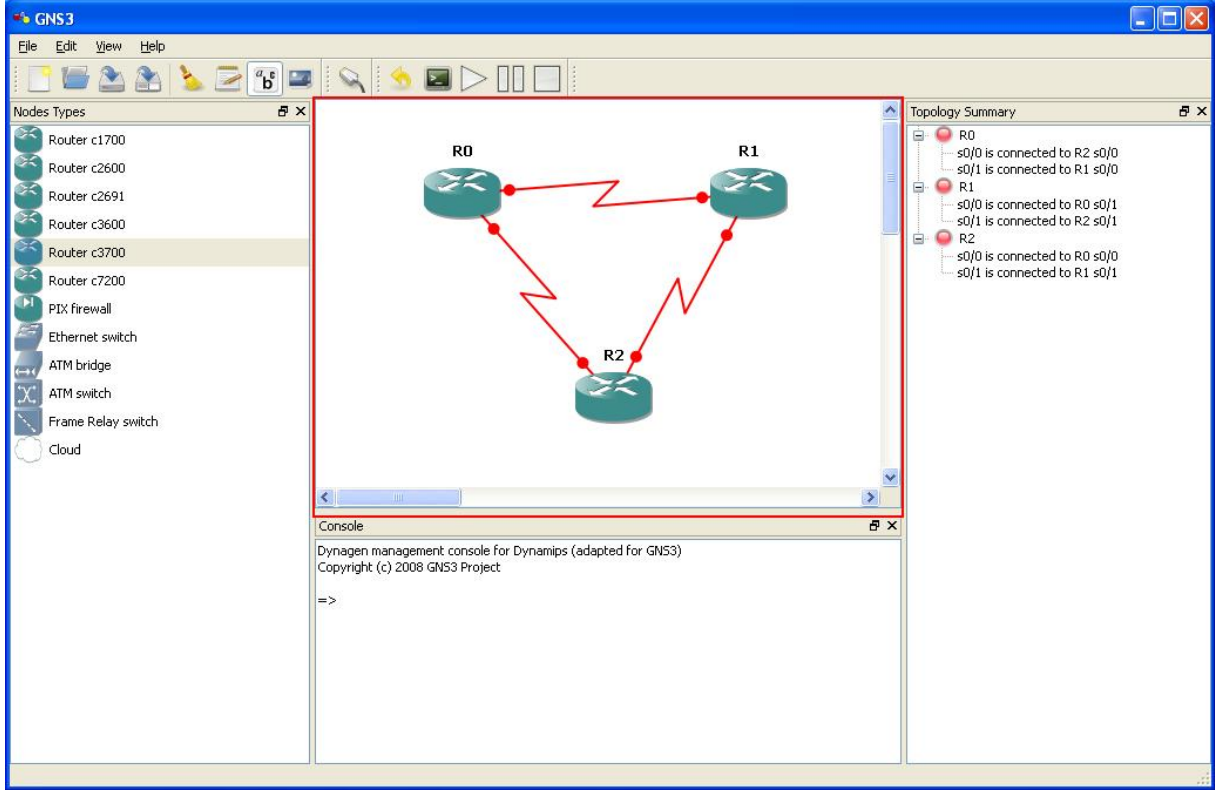 GNS3
File Edit View Help
Nodes Types
Router c1700
Router c2600
Router c2691
Router c3600
Router c3700
Router c7200
PIX firewall
Ethernet switch
ATM bridge
ATM switch
Frame Relay switch
Cloud
R0
R1
R2
Console
Dynagen management console for Dynamips (adapted for GNS3)
Copyright (c) 2008 GNS3 Project
=>
Topology Summary
R0
s0/0 is connected to R2 s0/0
s0/1 is connected to R1 s0/0
R1
s0/0 is connected to R0 s0/1
s0/1 is connected to R2 s0/1
R2
s0/0 is connected to R0 s0/0
s0/1 is connected to R1 s0/1